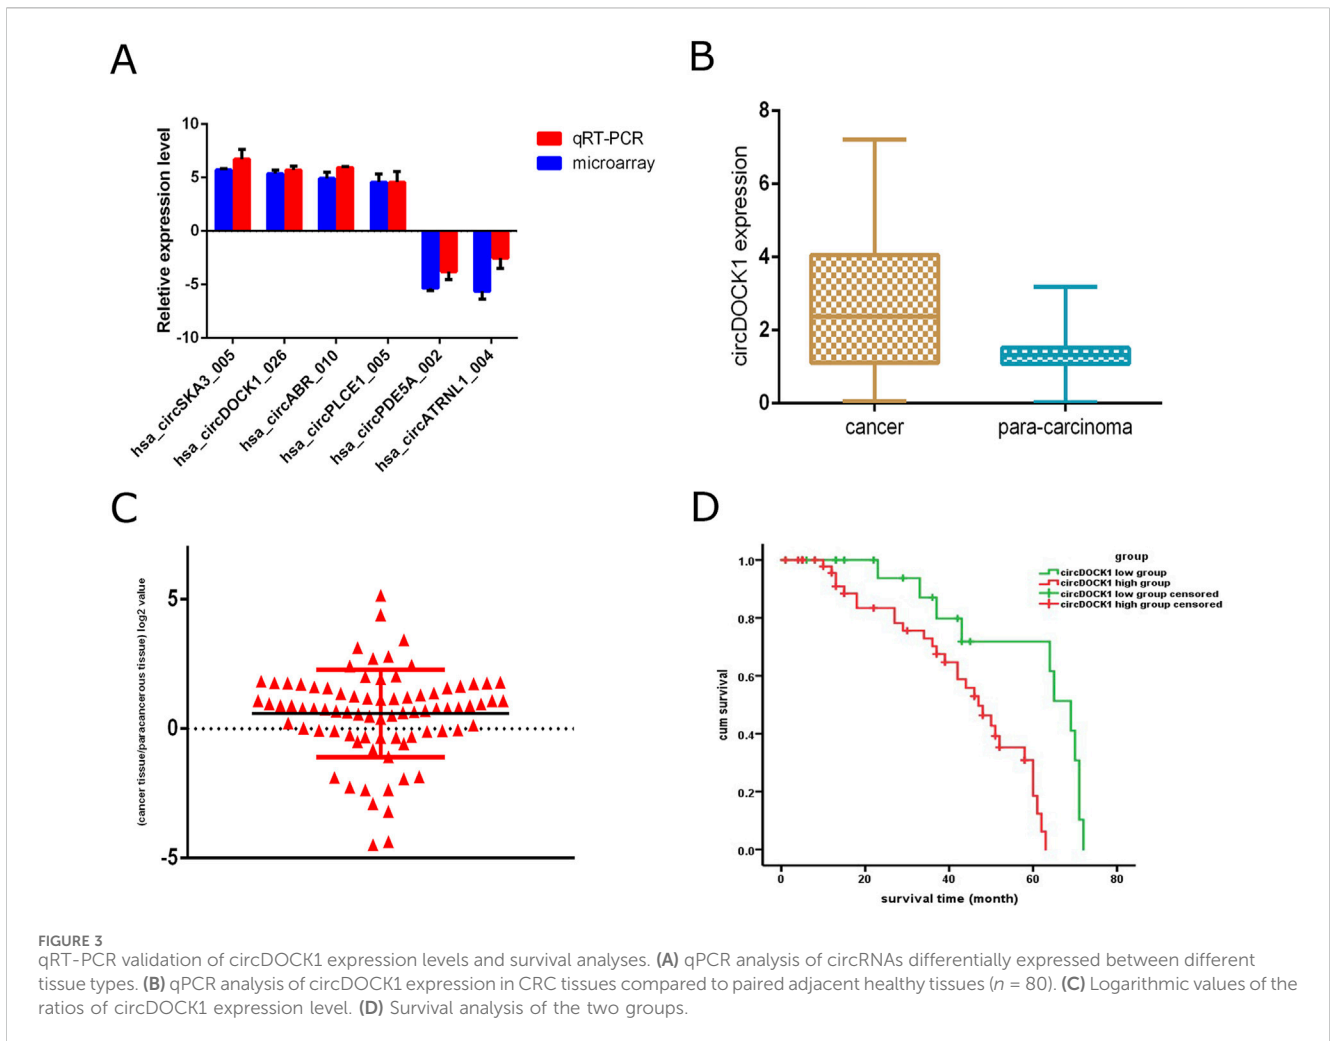 A
Reletive expression level
10
5
0
-5
-10
qRT-PCR
microarray
hsa_circSKA3_005
hsa_circDOCK1_026
hsa_circABR_010
hsa_circPLCE1_005
hsa_circPDE5A_002
hsa_circATRNL1_004
B
circDOCK1 expression
8
6
4
2
0
cancer
para-carcinoma
C
(cancer tissue/paracancerous tissue) log2 value
5
0
-5
D
cum survival
1.0
0.8
0.6
0.4
0.2
0.0
0
20
40
60
80
survival time (month)
group
circDOCK1 low group
circDOCK1 high group
circDOCK1 low group censored
circDOCK1 high group censored
FIGURE 3
qRT-PCR validation of circDOCK1 expression levels and survival analyses. (A) qPCR analysis of circRNAs differentially expressed between different
tissue types. (B) qPCR analysis of circDOCK1 expression in CRC tissues compared to paired adjacent healthy tissues (n = 80). (C) Logarithmic values of the
ratios of circDOCK1 expression level. (D) Survival analysis of the two groups.